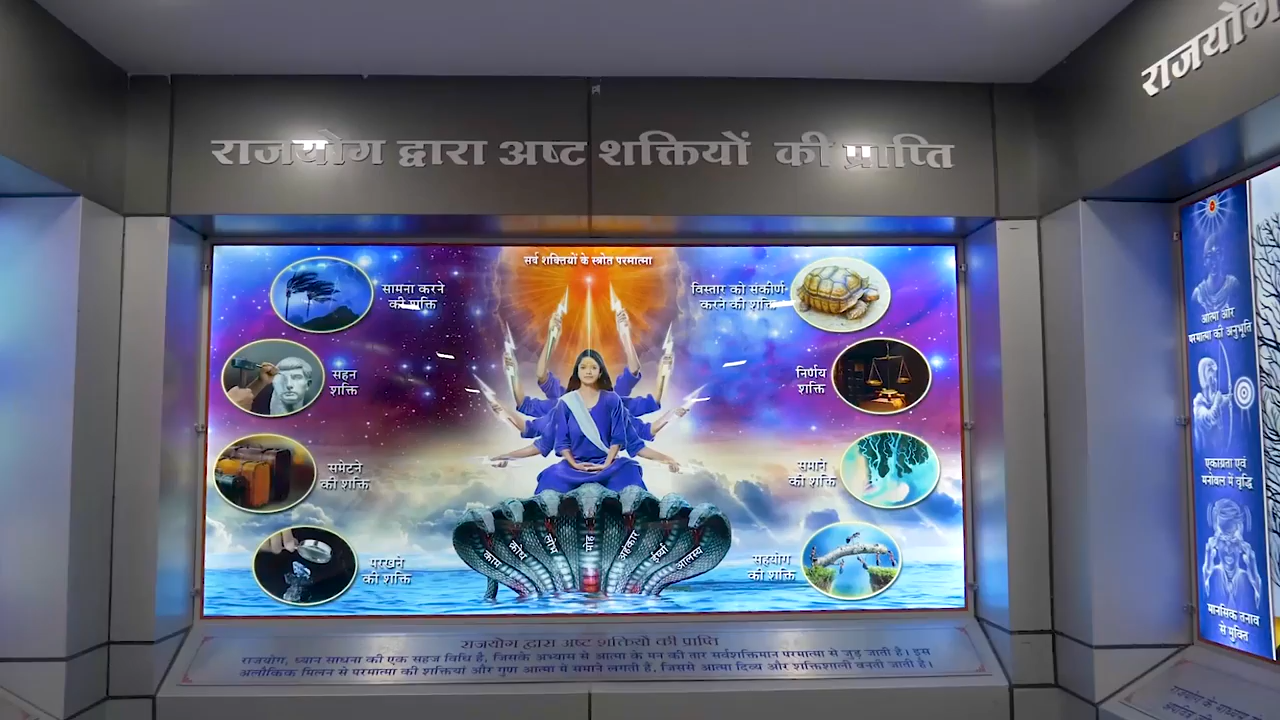 राजयोग द्वारा अष्ट शक्तियों की प्राप्ति
राजयोग
सर्व शक्तियों के स्त्रोत परमात्मा
सामना करने
की शक्ति
सहन
शक्ति
समेटने
की शक्ति
परखने
की शक्ति
विस्तार को संकीर्ण
करने की शक्ति
निर्णय
शक्ति
समाने
की शक्ति
सहयोग
की शक्ति
काम
क्रोध
लोभ
मोह
अहंकार
ईर्ष्या
आलस्य
राजयोग द्वारा अष्ट शक्तियों की प्राप्ति
राजयोग, ध्यान साधना की एक सहज विधि है, जिसके अभ्यास से आत्मा के मन की तार सर्वशक्तिमान परमात्मा से जुड़ जाती है। इस
अलौकिक मिलन से परमात्मा की शक्तियां और गुण आत्मा में समाने लगती है, जिससे आत्मा दिव्य और शक्तिशाली बनती जाती है।
आत्मा और
परमात्मा की अनुभूति
एकाग्रता एवं
मनोबल में वृद्धि
मानसिक तनाव
से मुक्ति
राजयोग के माध्यम से